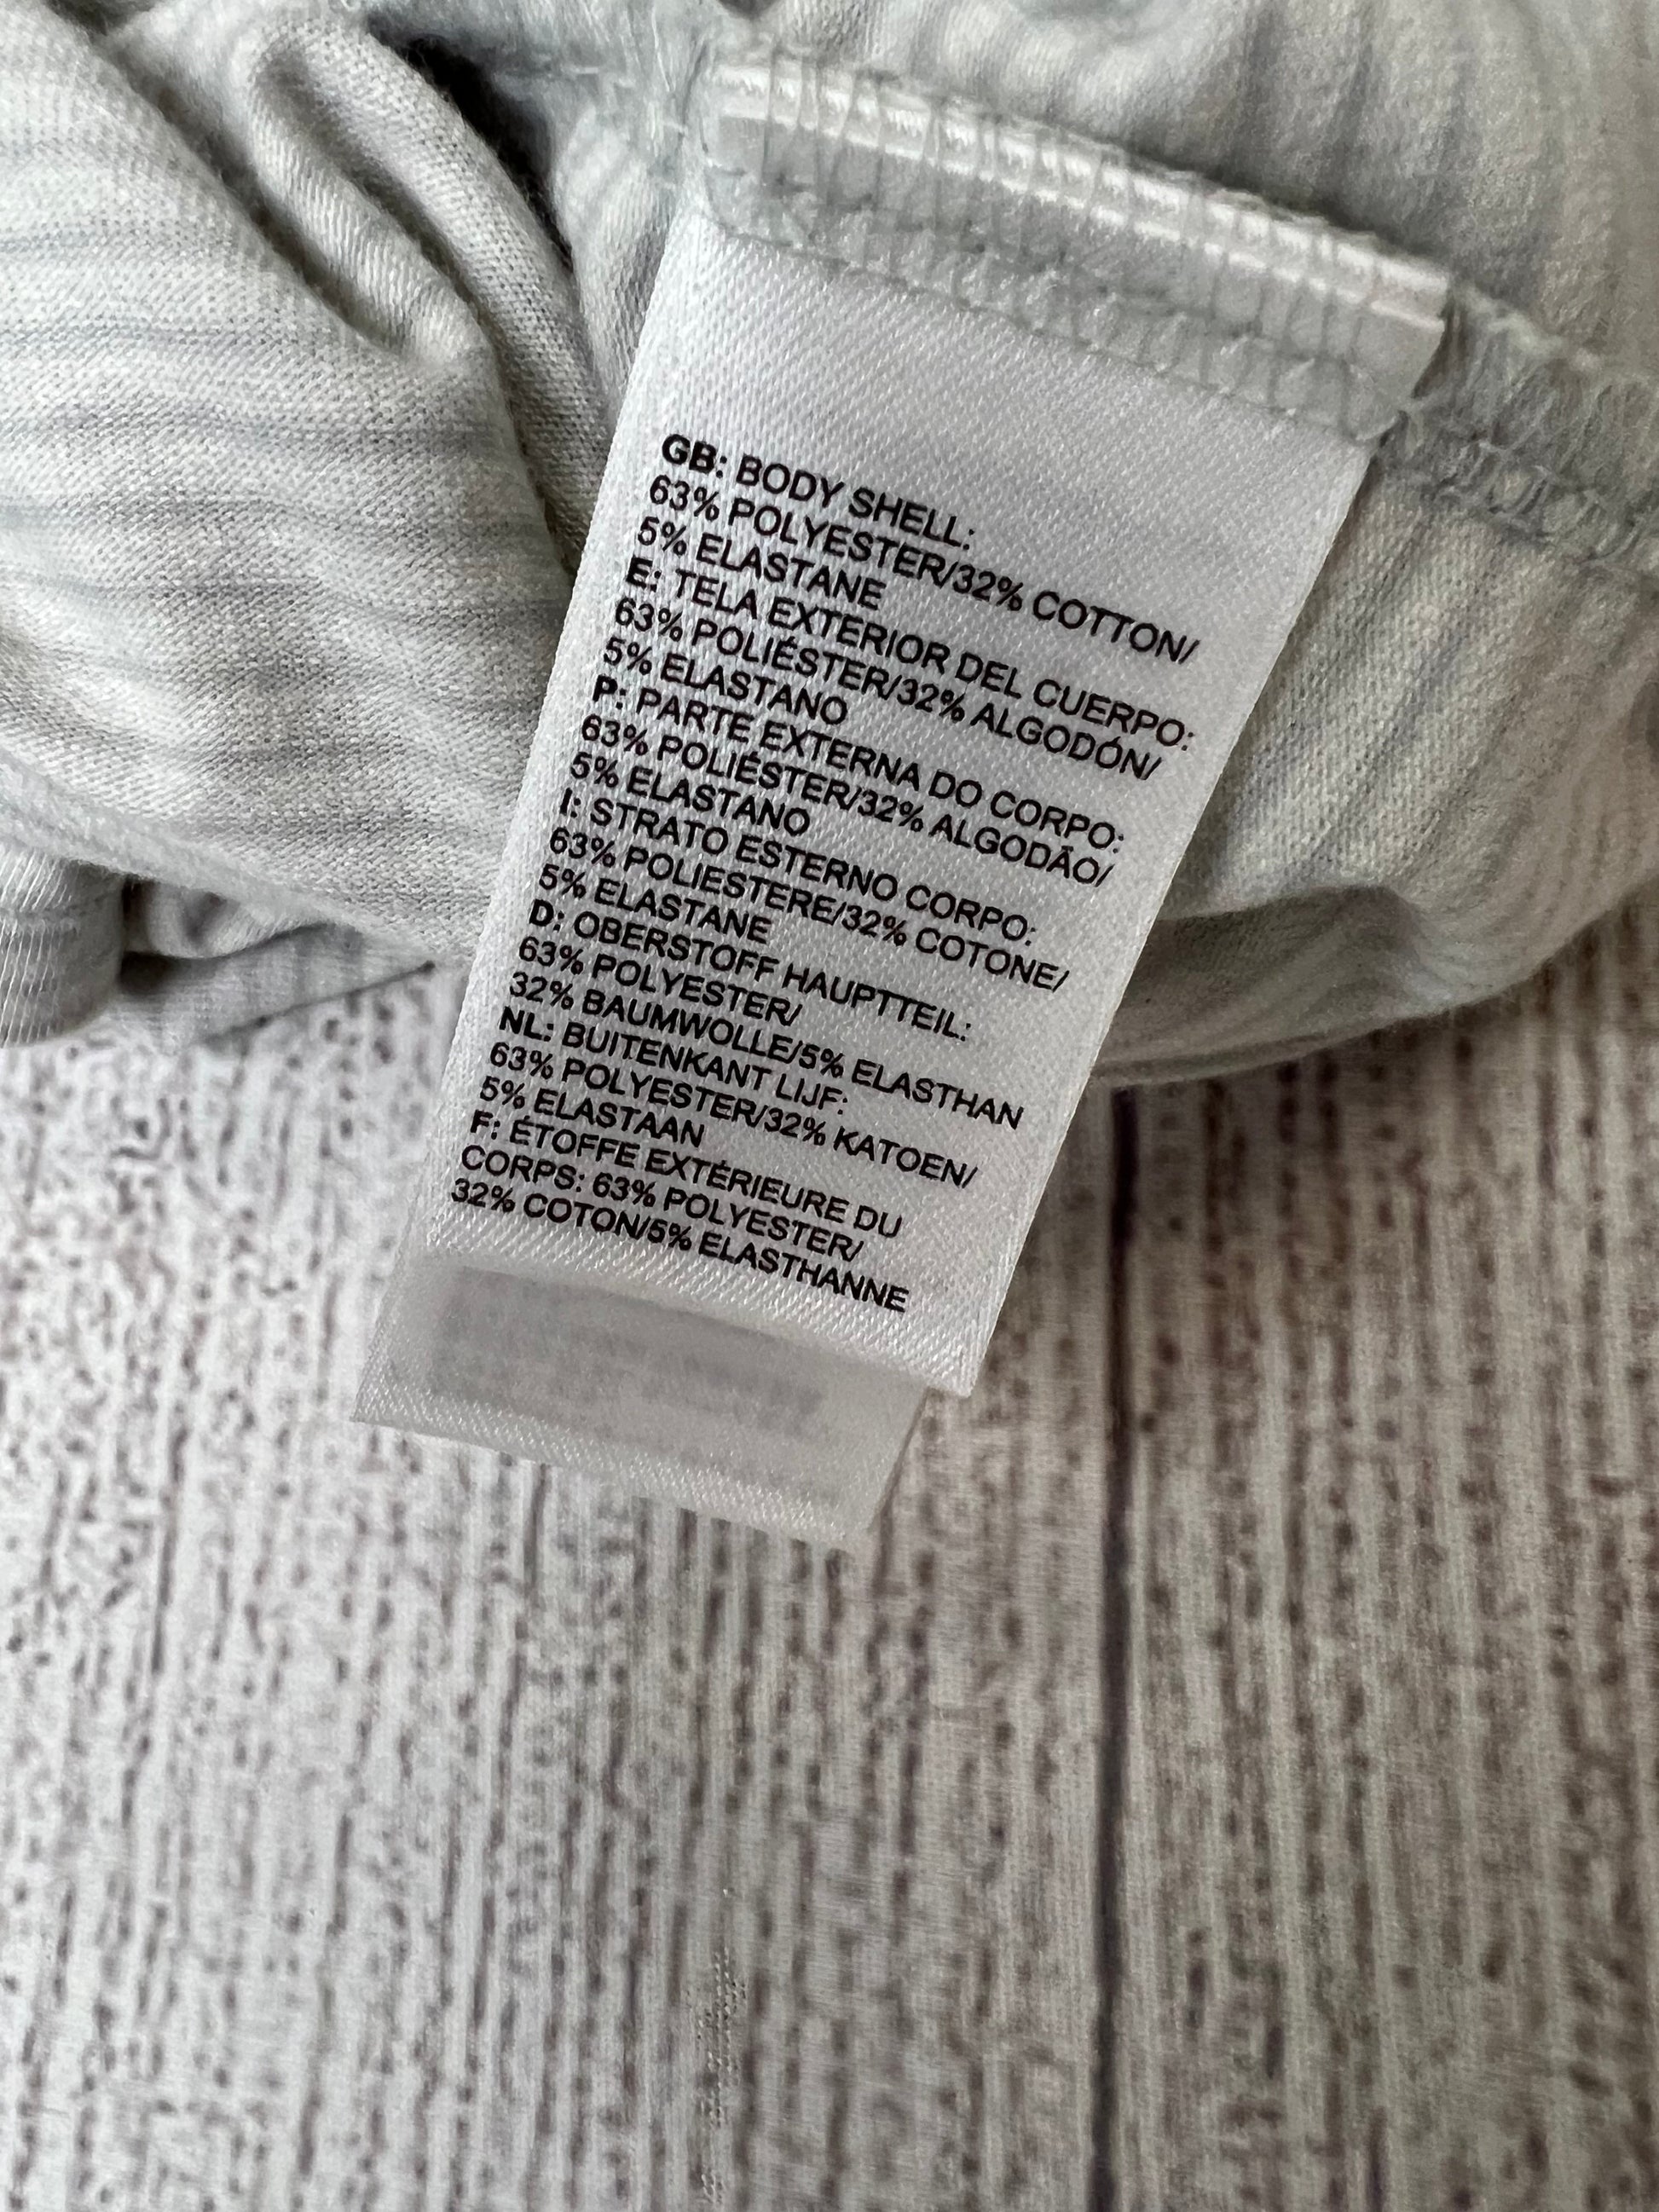 GB: BODY SHELL:
63% POLYESTER/32% COTTON/
5% ELASTANE
E: TELA EXTERIOR DEL CUERPO:
63% POLIÉSTER/32% ALGODÓN/
5% ELASTANO
P: PARTE EXTERNA DO CORPO:
63% POLIÉSTER/32% ALGODÃO/
5% ELASTANO
I: STRATO ESTERNO CORPO:
63% POLIESTERE/32% COTONE/
5% ELASTANE
D: OBERSTOFF HAUPTTEIL:
63% POLYESTER/
32% BAUMWOLLE/5% ELASTHAN
NL: BUITENKANT LIJF:
63% POLYESTER/32% KATOEN/
5% ELASTAAN
F: ÉTOFFE EXTÉRIEURE DU
CORPS: 63% POLYESTER/
32% COTON/5% ELASTHANNE